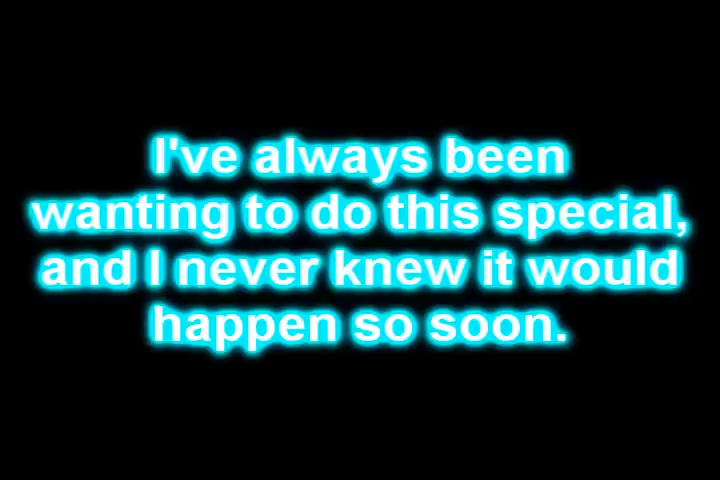 I've always been
wanting to do this special,
and I never knew it would
happen so soon.